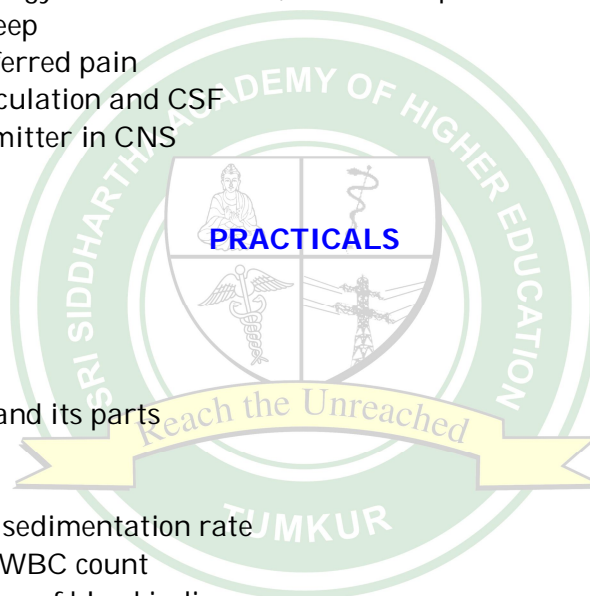 eep
ferred pain
culation and CSF
mitter in CNS
SRI SIDDHARTHA ACADEMY OF HIGHER EDUCATION
PRACTICALS
and its parts
Reach the Unreached
sedimentation rate
TUMKUR
WBC count